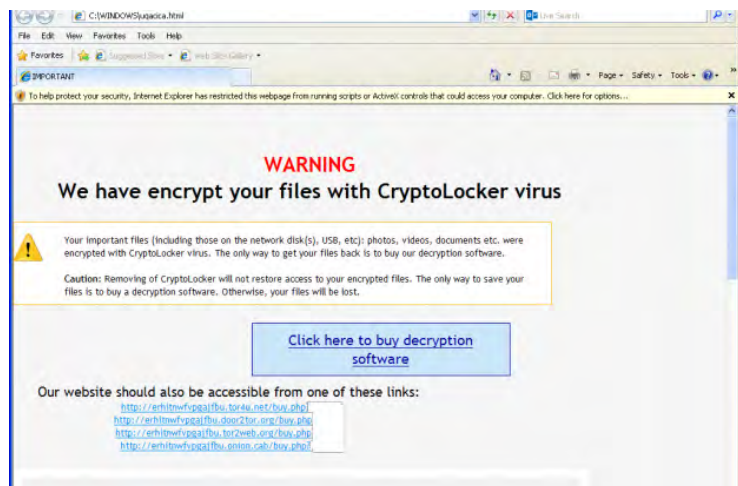 C:\WINDOWS\uqacica.html
Live Search
File Edit View Favorites Tools Help
Favorites Suggested Sites Web Slice Gallery
IMPORTANT
Page Safety Tools
To help protect your security, Internet Explorer has restricted this webpage from running scripts or ActiveX controls that could access your computer. Click here for options...
WARNING
We have encrypt your files with CryptoLocker virus
Your important files (including those on the network disk(s), USB, etc): photos, videos, documents etc. were
encrypted with CryptoLocker virus. The only way to get your files back is to buy our decryption software.
Caution: Removing of CryptoLocker will not restore access to your encrypted files. The only way to save your
files is to buy a decryption software. Otherwise, your files will be lost.
Click here to buy decryption
software
Our website should also be accessible from one of these links:
http://erhitnwfvpgajfbu.tor4u.net/buy.php
http://erhitnwfvpgajfbu.door2tor.org/buy.php
http://erhitnwfvpgajfbu.tor2web.org/buy.php
http://erhitnwfvpgajfbu.onion.cab/buy.php?